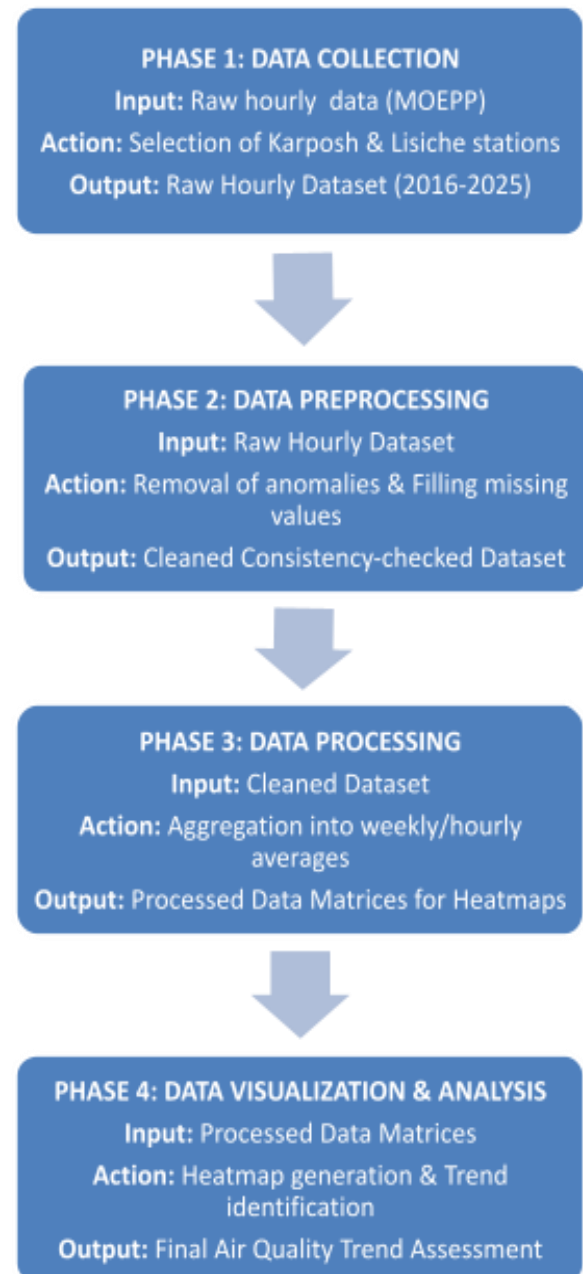 PHASE 1: DATA COLLECTION
Input: Raw hourly data (MOEPP)
Action: Selection of Karposh & Lisiche stations
Output: Raw Hourly Dataset (2016-2025)
PHASE 2: DATA PREPROCESSING
Input: Raw Hourly Dataset
Action: Removal of anomalies & Filling missing
values
Output: Cleaned Consistency-checked Dataset
PHASE 3: DATA PROCESSING
Input: Cleaned Dataset
Action: Aggregation into weekly/hourly
averages
Output: Processed Data Matrices for Heatmaps
PHASE 4: DATA VISUALIZATION & ANALYSIS
Input: Processed Data Matrices
Action: Heatmap generation & Trend
identification
Output: Final Air Quality Trend Assessment